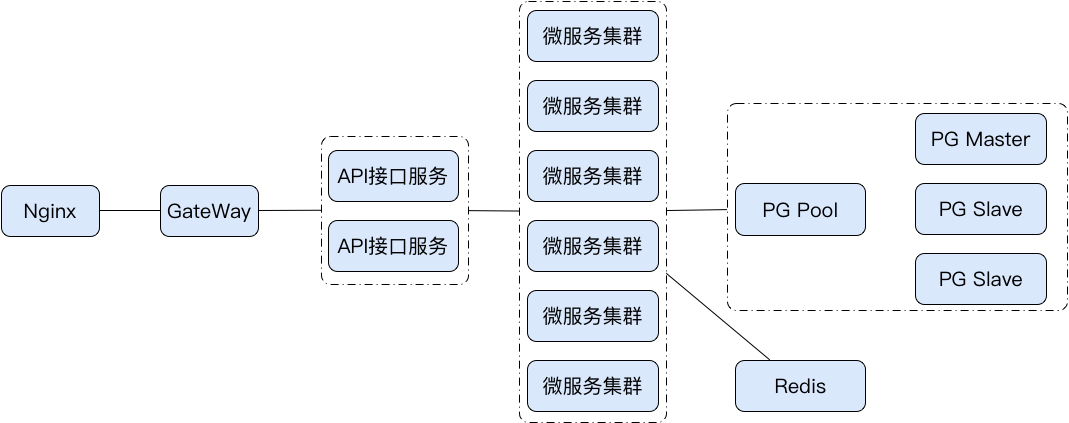 Nginx
GateWay
API接口服务
API接口服务
微服务集群
微服务集群
微服务集群
微服务集群
微服务集群
微服务集群
PG Pool
PG Master
PG Slave
PG Slave
Redis